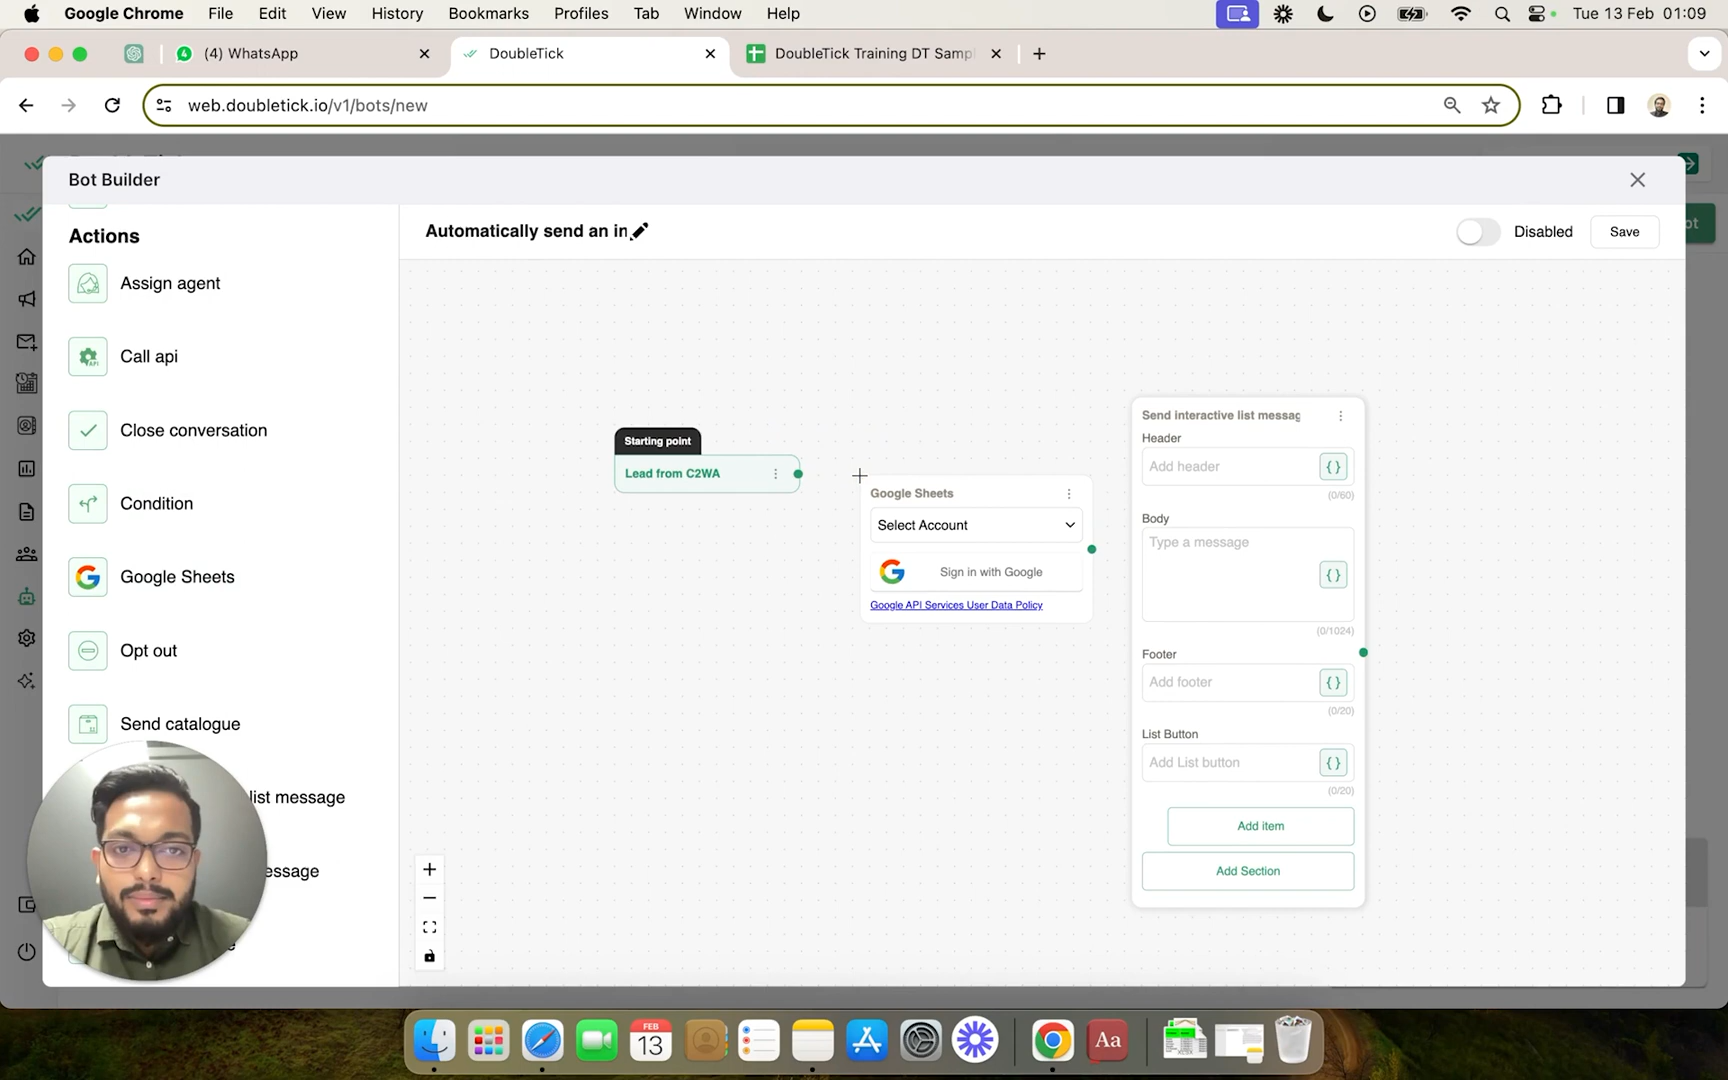 Google Chrome File Edit View History Bookmarks Profiles Tab Window Help Tue 13 Feb 01:09
4 (4) WhatsApp DoubleTick DoubleTick Training DT Samp
web.doubletick.io/v1/bots/new
Bot Builder
Actions
Automatically send an in
Disabled Save
Assign agent
Call api
Close conversation
Condition
Google Sheets
Opt out
Send catalogue
list message
essage
Starting point
Lead from C2WA
Google Sheets
Select Account
Sign in with Google
Google API Services User Data Policy
Send interactive list messag
Header
Add header { }
(0/60)
Body
Type a message
{ }
(0/1024)
Footer
Add footer { }
(0/20)
List Button
Add List button { }
(0/20)
Add item
Add Section
FEB
13
Aa
XLSX